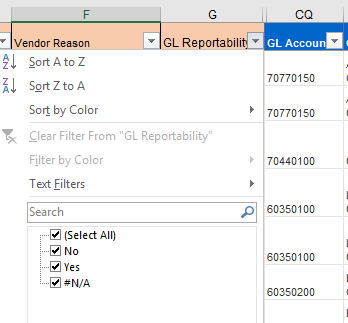 F G CQ
Vendor Reason GL Reportability GL Accoun
Sort A to Z
Sort Z to A
Sort by Color
Clear Filter From "GL Reportability"
Filter by Color
Text Filters
Search
(Select All)
No
Yes
#N/A
70770150
70770150
70440100
60350100
60350100
60350200